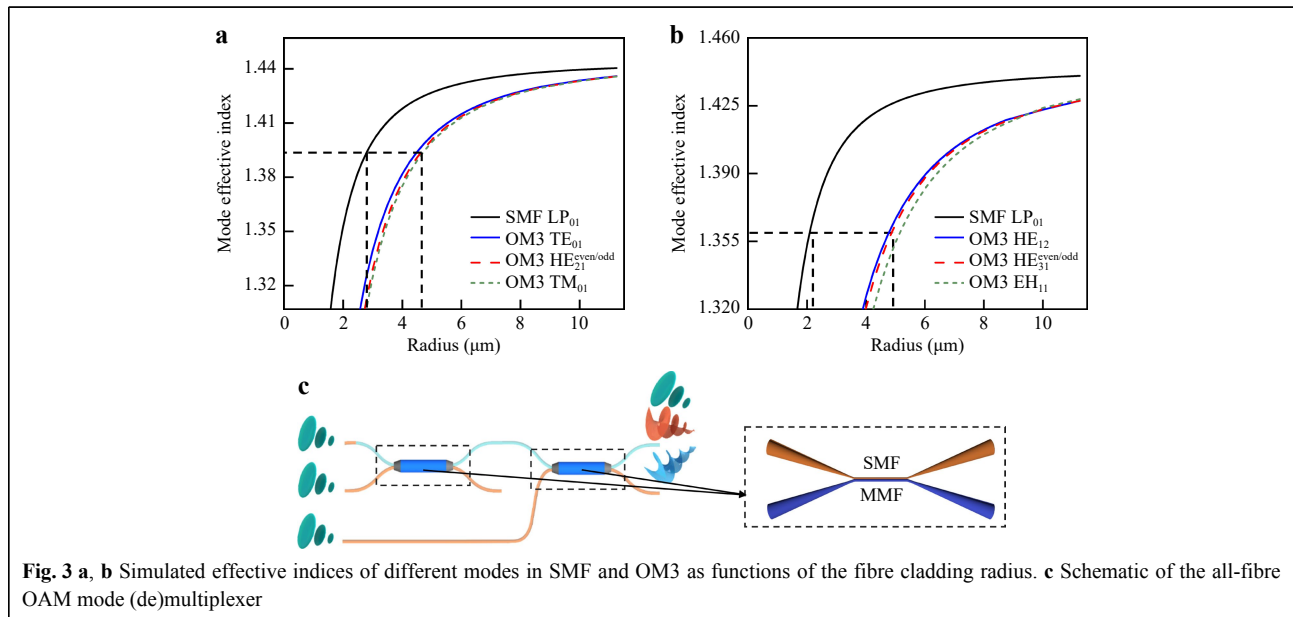 a
1.44
1.41
1.38
1.35
1.32
Mode effective index
SMF LP₀₁
OM3 TE₀₁
OM3 HE₂₁ᵉᵛᵉⁿ/ᵒᵈᵈ
OM3 TM₀₁
0 2 4 6 8 10
Radius (μm)
b
1.460
1.425
1.390
1.355
1.320
Mode effective index
SMF LP₀₁
OM3 HE₁₂
OM3 HE₃₁ᵉᵛᵉⁿ/ᵒᵈᵈ
OM3 EH₁₁
0 2 4 6 8 10
Radius (μm)
c
SMF
MMF
Fig. 3 a, b Simulated effective indices of different modes in SMF and OM3 as functions of the fibre cladding radius. c Schematic of the all-fibre
OAM mode (de)multiplexer